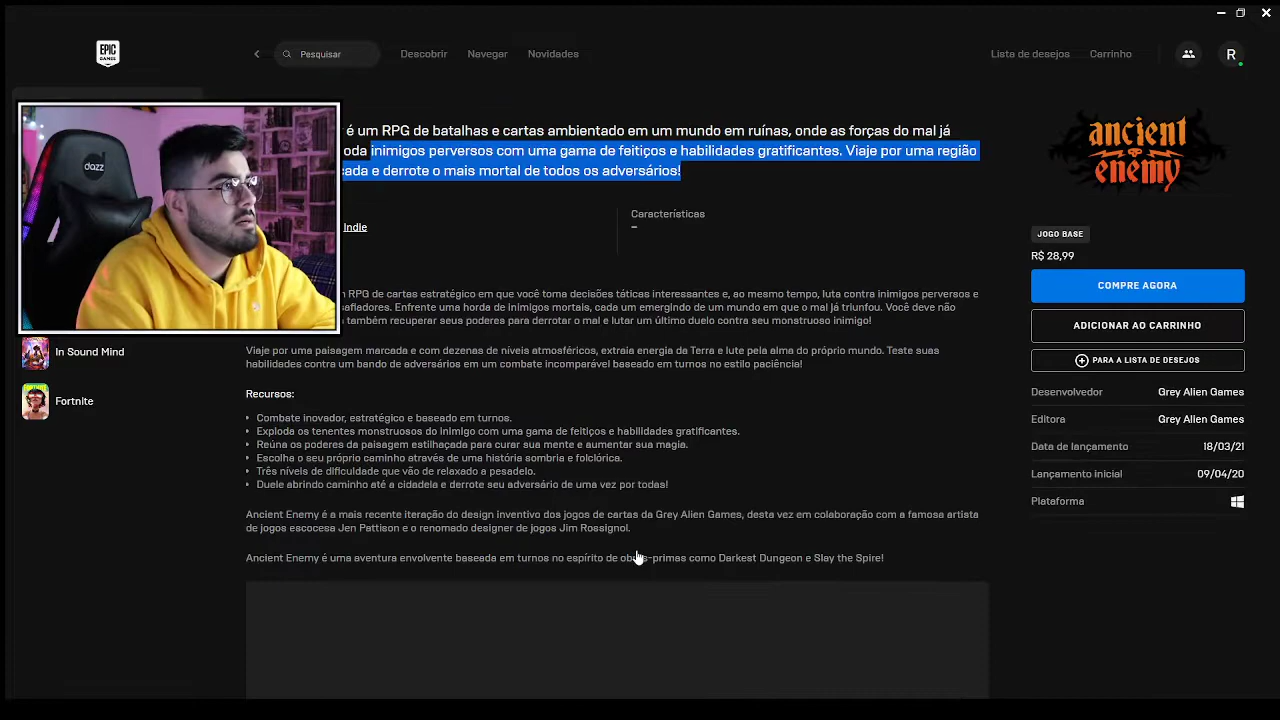 EPIC
GAMES
Pesquisar
Descobrir
Navegar
Novidades
Lista de desejos
Carrinho
R
dazz
é um RPG de batalhas e cartas ambientado em um mundo em ruínas, onde as forças do mal já
oda inimigos perversos com uma gama de feitiços e habilidades gratificantes. Viaje por uma região
cada e derrote o mais mortal de todos os adversários!
Indie
Características
RPG de cartas estratégico em que você toma decisões táticas interessantes e, ao mesmo tempo, luta contra inimigos perversos e
safiadores. Enfrente uma horda de inimigos mortais, cada um emergindo de um mundo em que o mal já triunfou. Você deve não
também recuperar seus poderes para derrotar o mal e lutar um último duelo contra seu monstruoso inimigo!
Viaje por uma paisagem marcada e com dezenas de níveis atmosféricos, extraia energia da Terra e lute pela alma do próprio mundo. Teste suas
habilidades contra um bando de adversários em um combate incomparável baseado em turnos no estilo paciência!
Recursos:
• Combate inovador, estratégico e baseado em turnos.
• Exploda os tenentes monstruosos do inimigo com uma gama de feitiços e habilidades gratificantes.
• Reúna os poderes da paisagem estilhaçada para curar sua mente e aumentar sua magia.
• Escolha o seu próprio caminho através de uma história sombria e folclórica.
• Três níveis de dificuldade que vão de relaxado a pesadelo.
• Duele abrindo caminho até a cidadela e derrote seu adversário de uma vez por todas!
Ancient Enemy é a mais recente iteração do design inventivo dos jogos de cartas da Grey Alien Games, desta vez em colaboração com a famosa artista
de jogos escocesa Jen Pattison e o renomado designer de jogos Jim Rossignol.
Ancient Enemy é uma aventura envolvente baseada em turnos no espírito de obras-primas como Darkest Dungeon e Slay the Spire!
In Sound Mind
Fortnite
ancient
enemy
JOGO BASE
R$ 28,99
COMPRE AGORA
ADICIONAR AO CARRINHO
PARA A LISTA DE DESEJOS
Desenvolvedor Grey Alien Games
Editora Grey Alien Games
Data de lançamento 18/03/21
Lançamento inicial 09/04/20
Plataforma